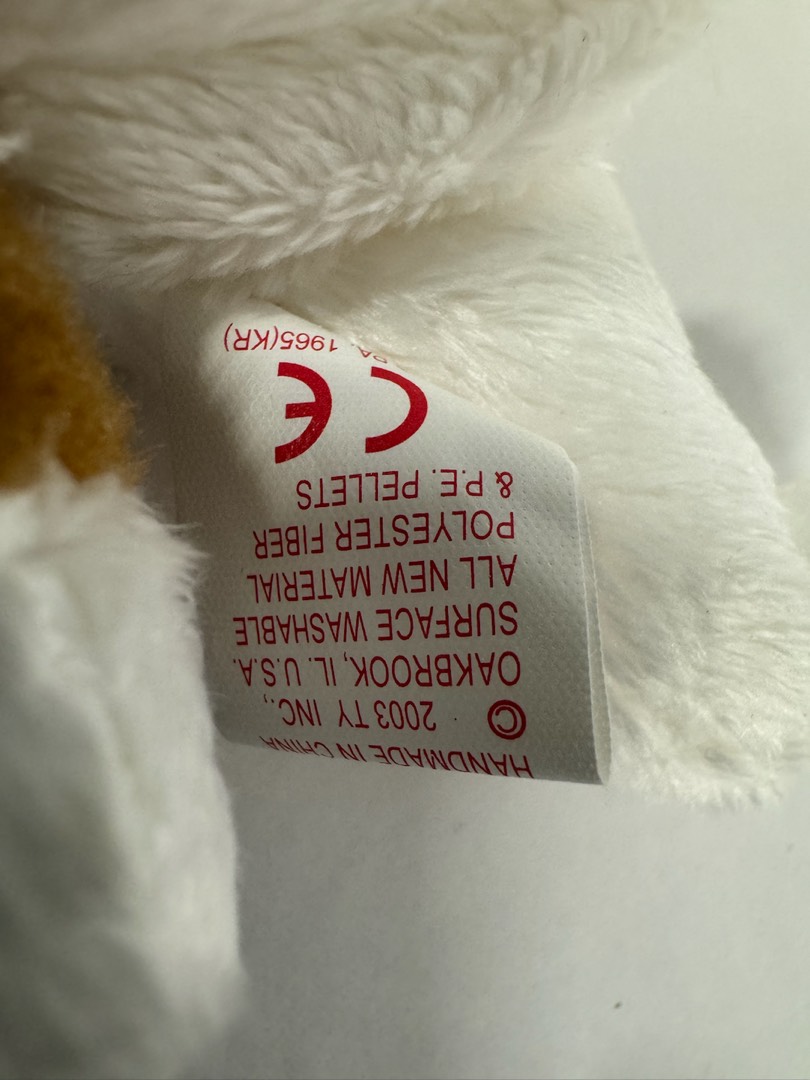 HANDMADE IN CHINA
© 2003 TY INC.,
OAKBROOK, IL. U.S.A.
SURFACE WASHABLE
ALL NEW MATERIAL
POLYESTER FIBER
& P.E. PELLETS
CE
PA. 1965(KR)